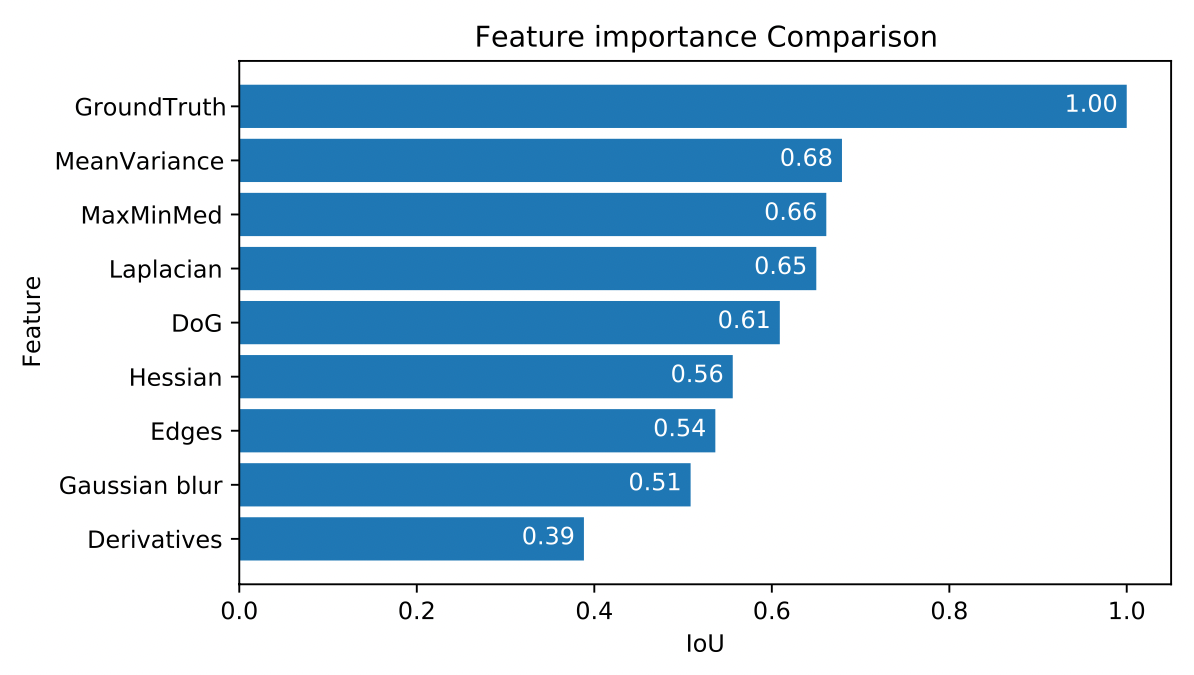 Feature importance Comparison
GroundTruth 1.00
MeanVariance 0.68
MaxMinMed 0.66
Laplacian 0.65
DoG 0.61
Hessian 0.56
Edges 0.54
Gaussian blur 0.51
Derivatives 0.39
Feature
0.0 0.2 0.4 0.6 0.8 1.0
IoU